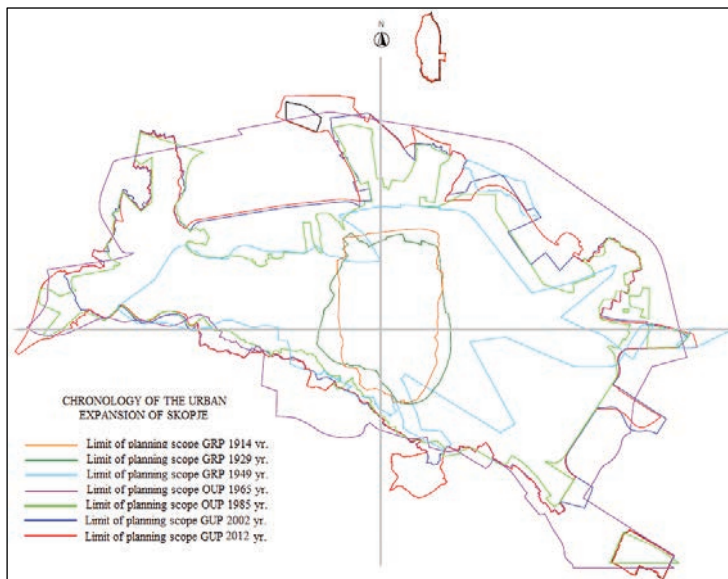 N
CHRONOLOGY OF THE URBAN
EXPANSION OF SKOPJE
Limit of planning scope GRP 1914 yr.
Limit of planning scope GRP 1929 yr.
Limit of planning scope GRP 1949 yr.
Limit of planning scope OUP 1965 yr.
Limit of planning scope OUP 1985 yr.
Limit of planning scope GUP 2002 yr.
Limit of planning scope GUP 2012 yr.